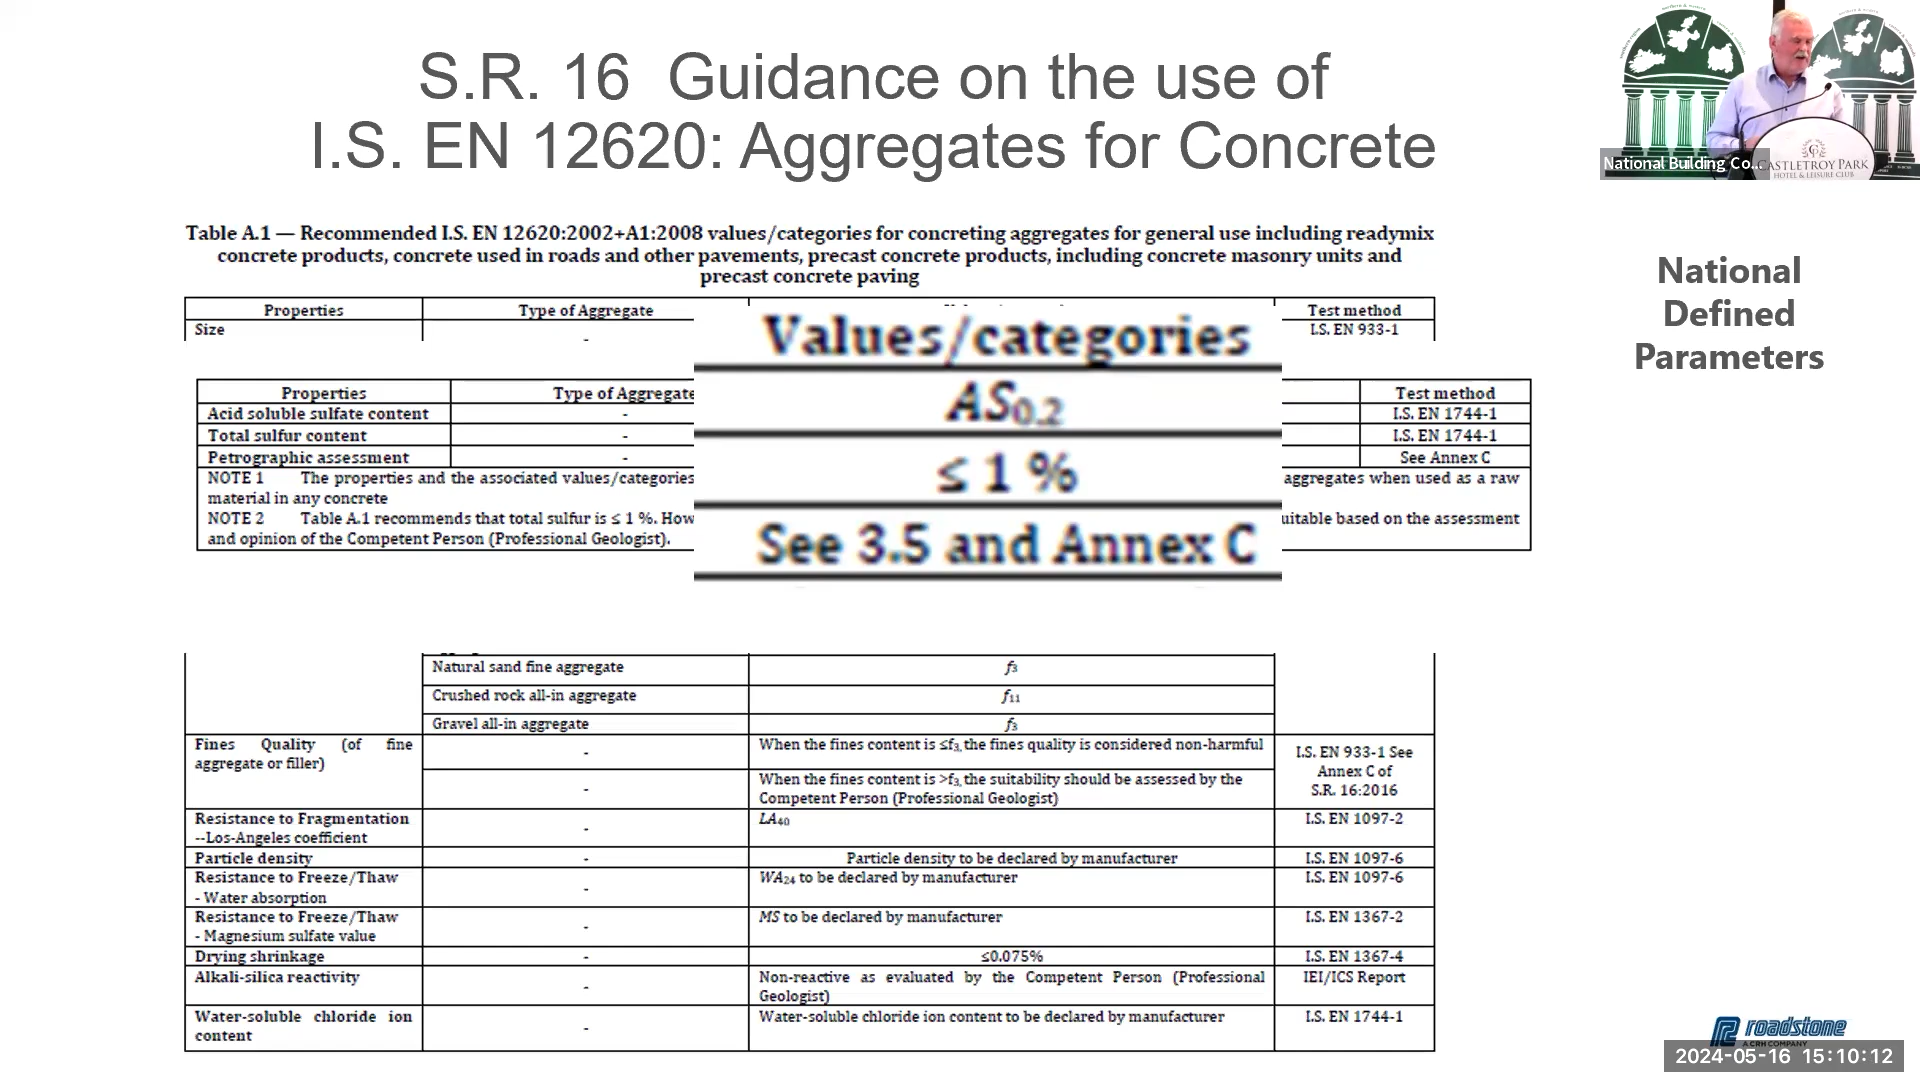 S.R. 16 Guidance on the use of
I.S. EN 12620: Aggregates for Concrete
National Building Co...
CASTLETROY PARK
HOTEL & LEISURE CLUB
National
Defined
Parameters
Table A.1 — Recommended I.S. EN 12620:2002+A1:2008 values/categories for concreting aggregates for general use including readymix
concrete products, concrete used in roads and other pavements, precast concrete products, including concrete masonry units and
precast concrete paving
Properties Type of Aggregate Test method
Size - I.S. EN 933-1
Values/categories
AS0.2
≤ 1 %
See 3.5 and Annex C
Properties Type of Aggregate Test method
Acid soluble sulfate content - I.S. EN 1744-1
Total sulfur content - I.S. EN 1744-1
Petrographic assessment - See Annex C
NOTE 1 The properties and the associated values/categories aggregates when used as a raw
material in any concrete
NOTE 2 Table A.1 recommends that total sulfur is ≤ 1 %. How uitable based on the assessment
and opinion of the Competent Person (Professional Geologist).
Natural sand fine aggregate f3
Crushed rock all-in aggregate f11
Gravel all-in aggregate f3
Fines Quality (of fine
aggregate or filler)
- When the fines content is ≤f3, the fines quality is considered non-harmful
- When the fines content is >f3, the suitability should be assessed by the
Competent Person (Professional Geologist)
I.S. EN 933-1 See
Annex C of
S.R. 16:2016
Resistance to Fragmentation - LA40 I.S. EN 1097-2
--Los-Angeles coefficient
Particle density - Particle density to be declared by manufacturer I.S. EN 1097-6
Resistance to Freeze/Thaw - WA24 to be declared by manufacturer I.S. EN 1097-6
- Water absorption
Resistance to Freeze/Thaw - MS to be declared by manufacturer I.S. EN 1367-2
- Magnesium sulfate value
Drying shrinkage - ≤0.075% I.S. EN 1367-4
Alkali-silica reactivity - Non-reactive as evaluated by the Competent Person (Professional IEI/ICS Report
Geologist)
Water-soluble chloride ion - Water-soluble chloride ion content to be declared by manufacturer I.S. EN 1744-1
content
roadstone
A CRH COMPANY
2024-05-16 15:10:12